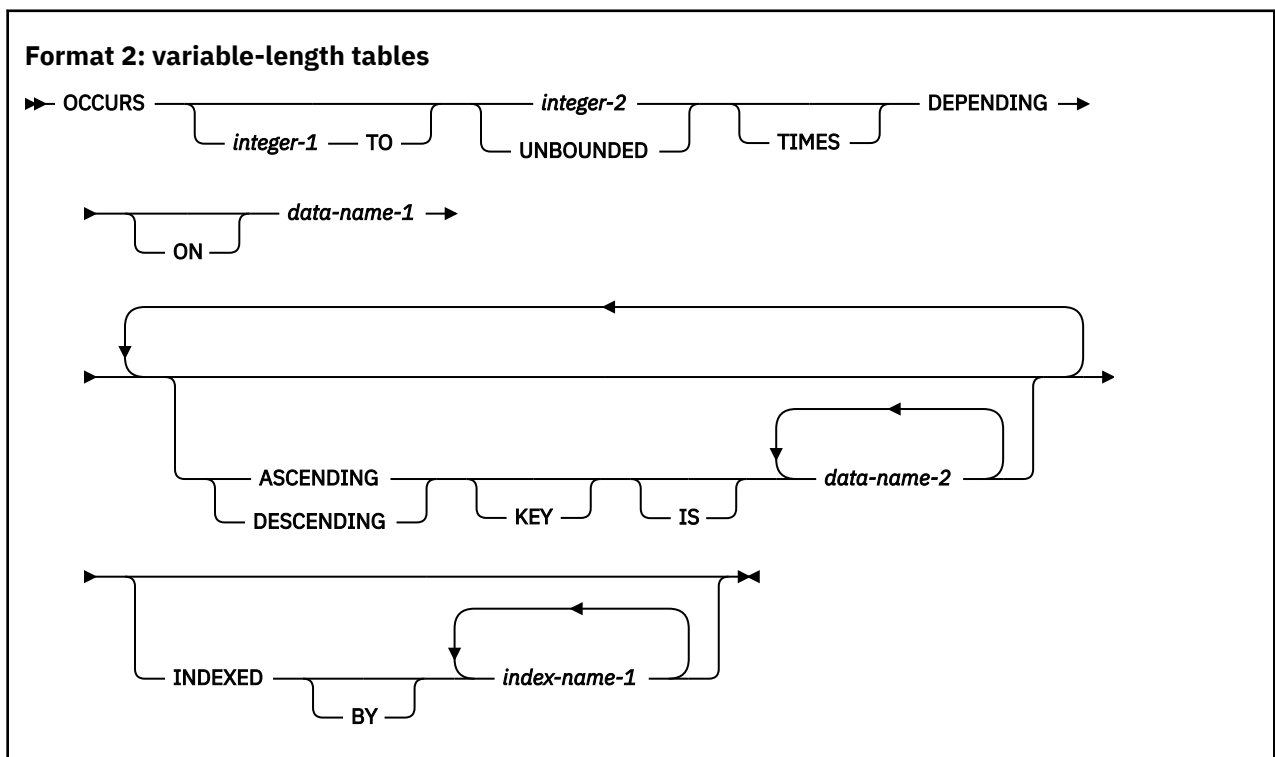 Format 2: variable-length tables
OCCURS integer-2 DEPENDING
integer-1 TO UNBOUNDED TIMES
data-name-1
ON
ASCENDING data-name-2
DESCENDING KEY IS
INDEXED index-name-1
BY